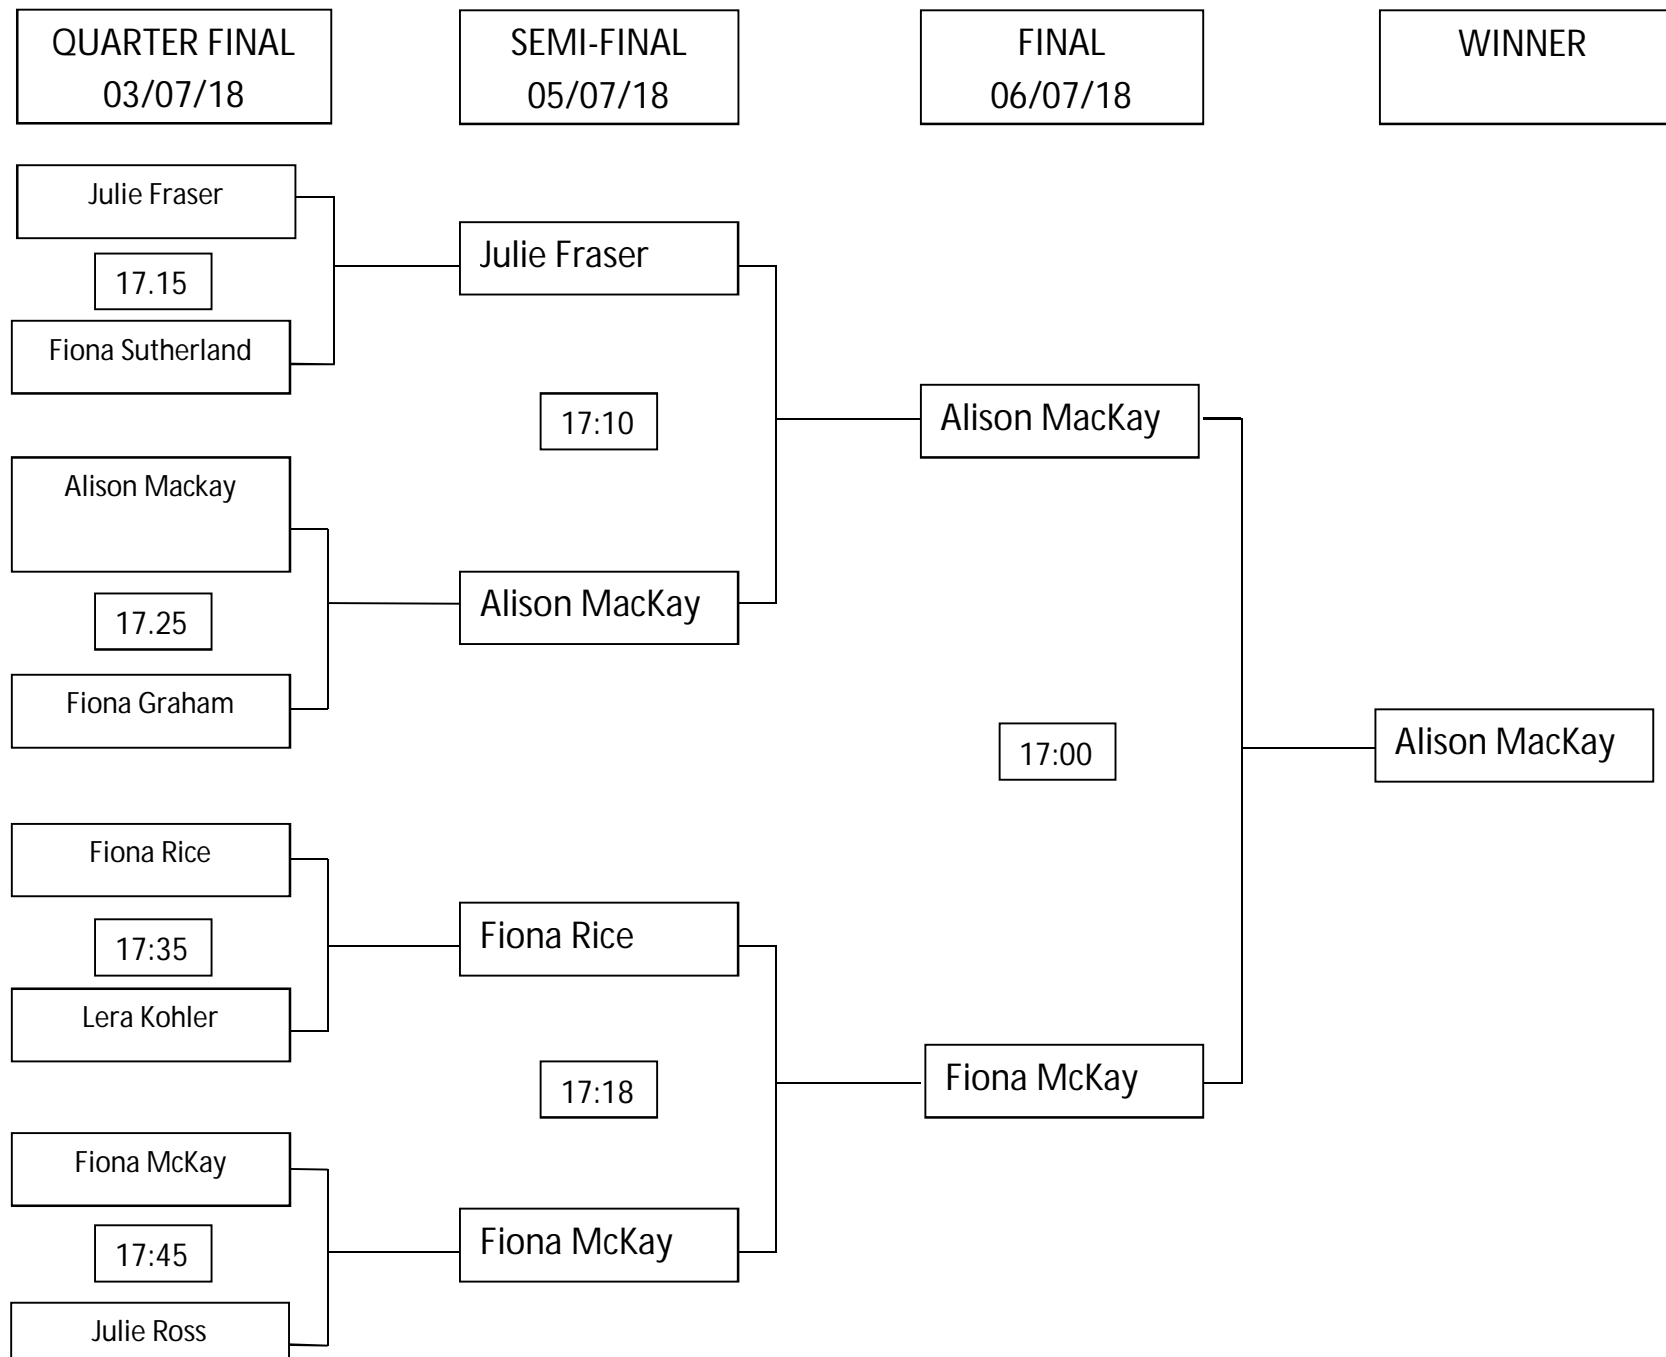 QUARTER FINAL
03/07/18
SEMI-FINAL
05/07/18
FINAL
06/07/18
WINNER
Julie Fraser
17.15
Fiona Sutherland
Alison Mackay
17.25
Fiona Graham
Fiona Rice
17:35
Lera Kohler
Fiona McKay
17:45
Julie Ross
Julie Fraser
17:10
Alison MacKay
Fiona Rice
17:18
Fiona McKay
Alison MacKay
17:00
Fiona McKay
Alison MacKay